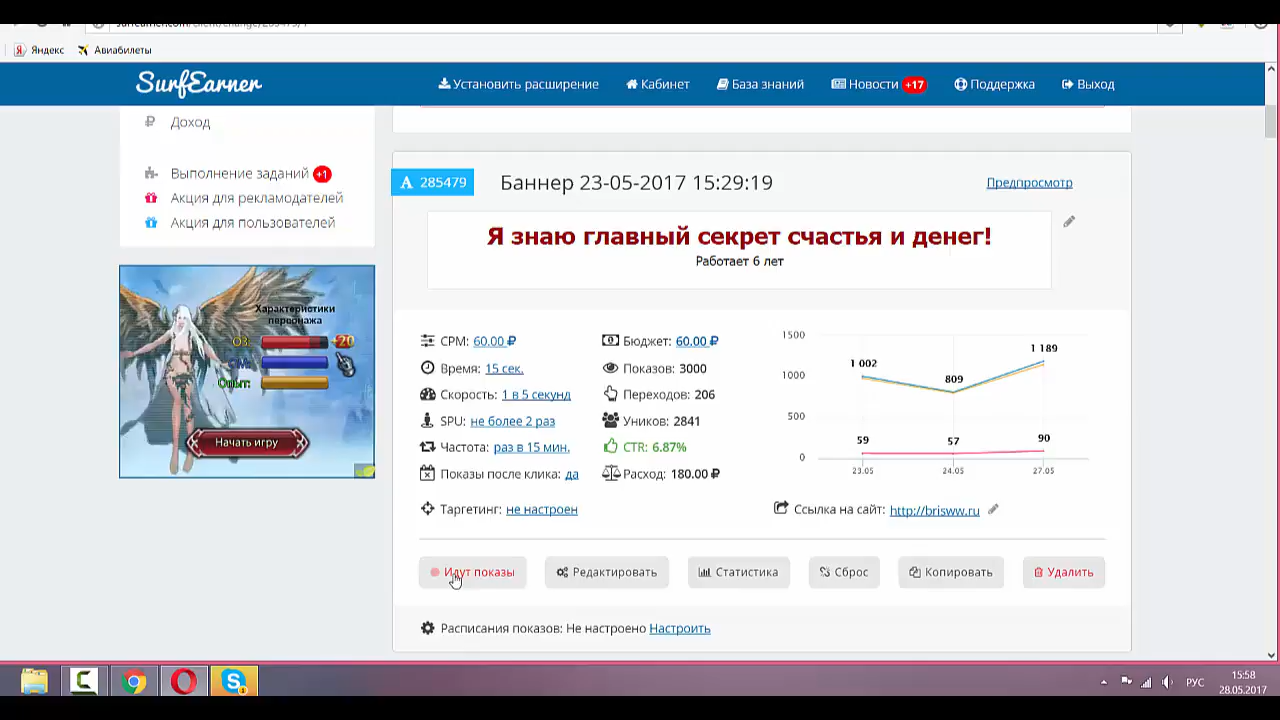 Яндекс Авиабилеты
SurfEarner Установить расширение Кабинет База знаний Новости +17 Поддержка Выход
Доход
Выполнение заданий +1
Акция для рекламодателей
Акция для пользователей
Характеристики
персонажа
ОЗ: +20
Опыт:
Начать игру
A 285479 Баннер 23-05-2017 15:29:19 Предпросмотр
Я знаю главный секрет счастья и денег!
Работает 6 лет
CPM: 60.00 ₽ Бюджет: 60.00 ₽
Время: 15 сек. Показов: 3000
Скорость: 1 в 5 секунд Переходов: 206
SPU: не более 2 раз Уников: 2841
Частота: раз в 15 мин. CTR: 6.87%
Показы после клика: да Расход: 180.00 ₽
1500
1000
500
0
1 002 809 1 189
59 57 90
23.05 24.05 27.05
Таргетинг: не настроен Ссылка на сайт: http://brisww.ru
Идут показы Редактировать Статистика Сброс Копировать Удалить
Расписания показов: Не настроено Настроить
РУС 15:58
28.05.2017